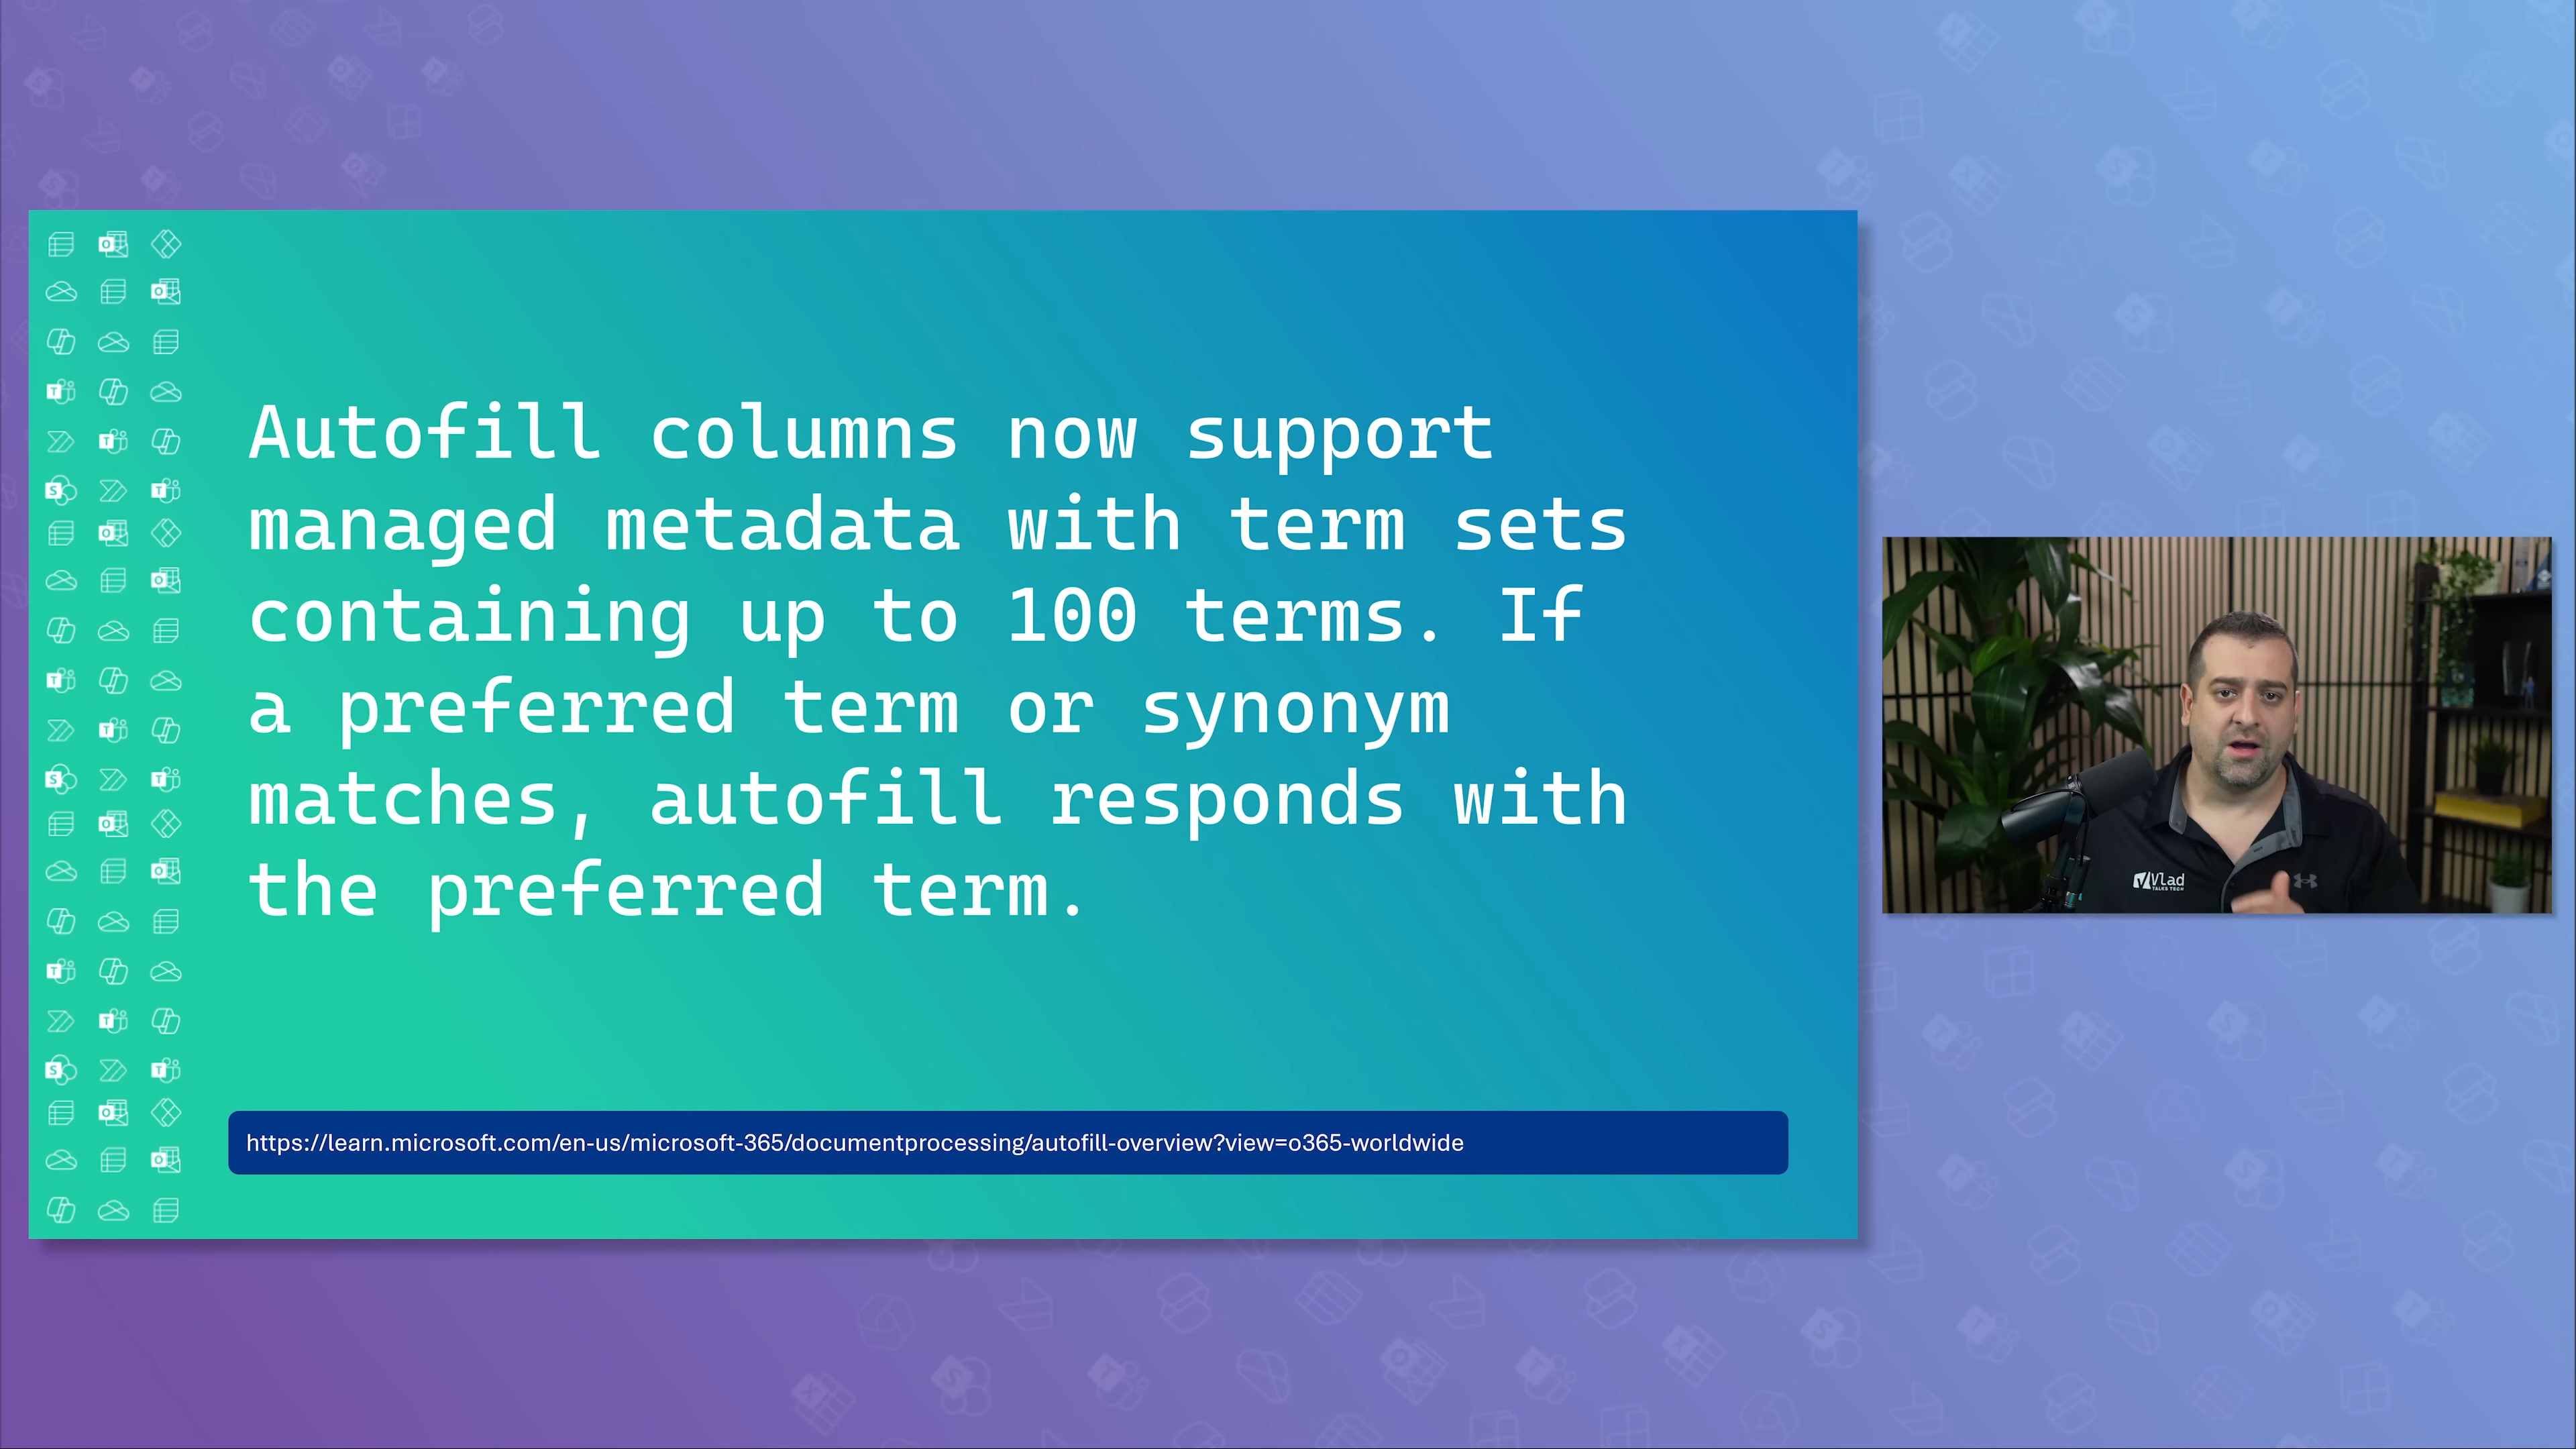 Autofill columns now support
managed metadata with term sets
containing up to 100 terms. If
a preferred term or synonym
matches, autofill responds with
the preferred term.
https://learn.microsoft.com/en-us/microsoft-365/documentprocessing/autofill-overview?view=o365-worldwide
Vlad
TALKS TECH